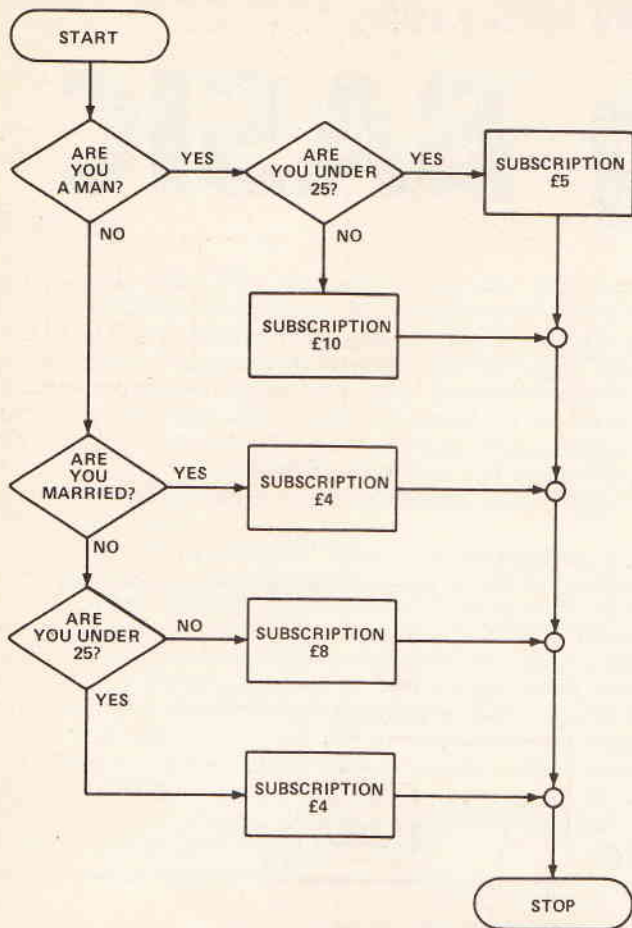 START
ARE
YOU
A MAN?
YES
ARE
YOU UNDER
25?
YES
SUBSCRIPTION
£5
NO
NO
SUBSCRIPTION
£10
ARE
YOU
MARRIED?
YES
SUBSCRIPTION
£4
NO
ARE
YOU UNDER
25?
NO
SUBSCRIPTION
£8
YES
SUBSCRIPTION
£4
STOP